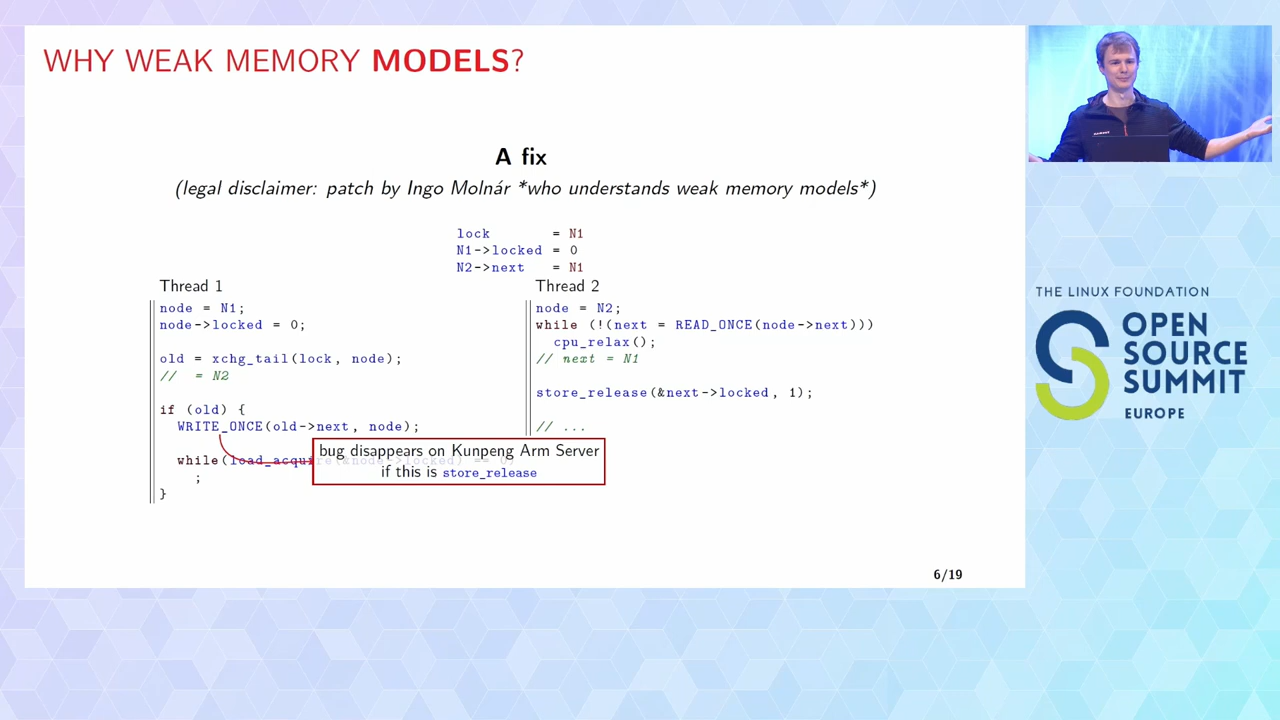 WHY WEAK MEMORY MODELS?
A fix
(legal disclaimer: patch by Ingo Molnár *who understands weak memory models*)
lock = N1
N1->locked = 0
N2->next = N1
Thread 1
node = N1;
node->locked = 0;
old = xchg_tail(lock, node);
// = N2
if (old) {
WRITE_ONCE(old->next, node);
while(load_acquire(&node->locked) == 0)
;
}
Thread 2
node = N2;
while (!(next = READ_ONCE(node->next)))
cpu_relax();
// next = N1
store_release(&next->locked, 1);
// ...
bug disappears on Kunpeng Arm Server
if this is store_release
6/19
THE LINUX FOUNDATION
OPEN
SOURCE
SUMMIT
EUROPE